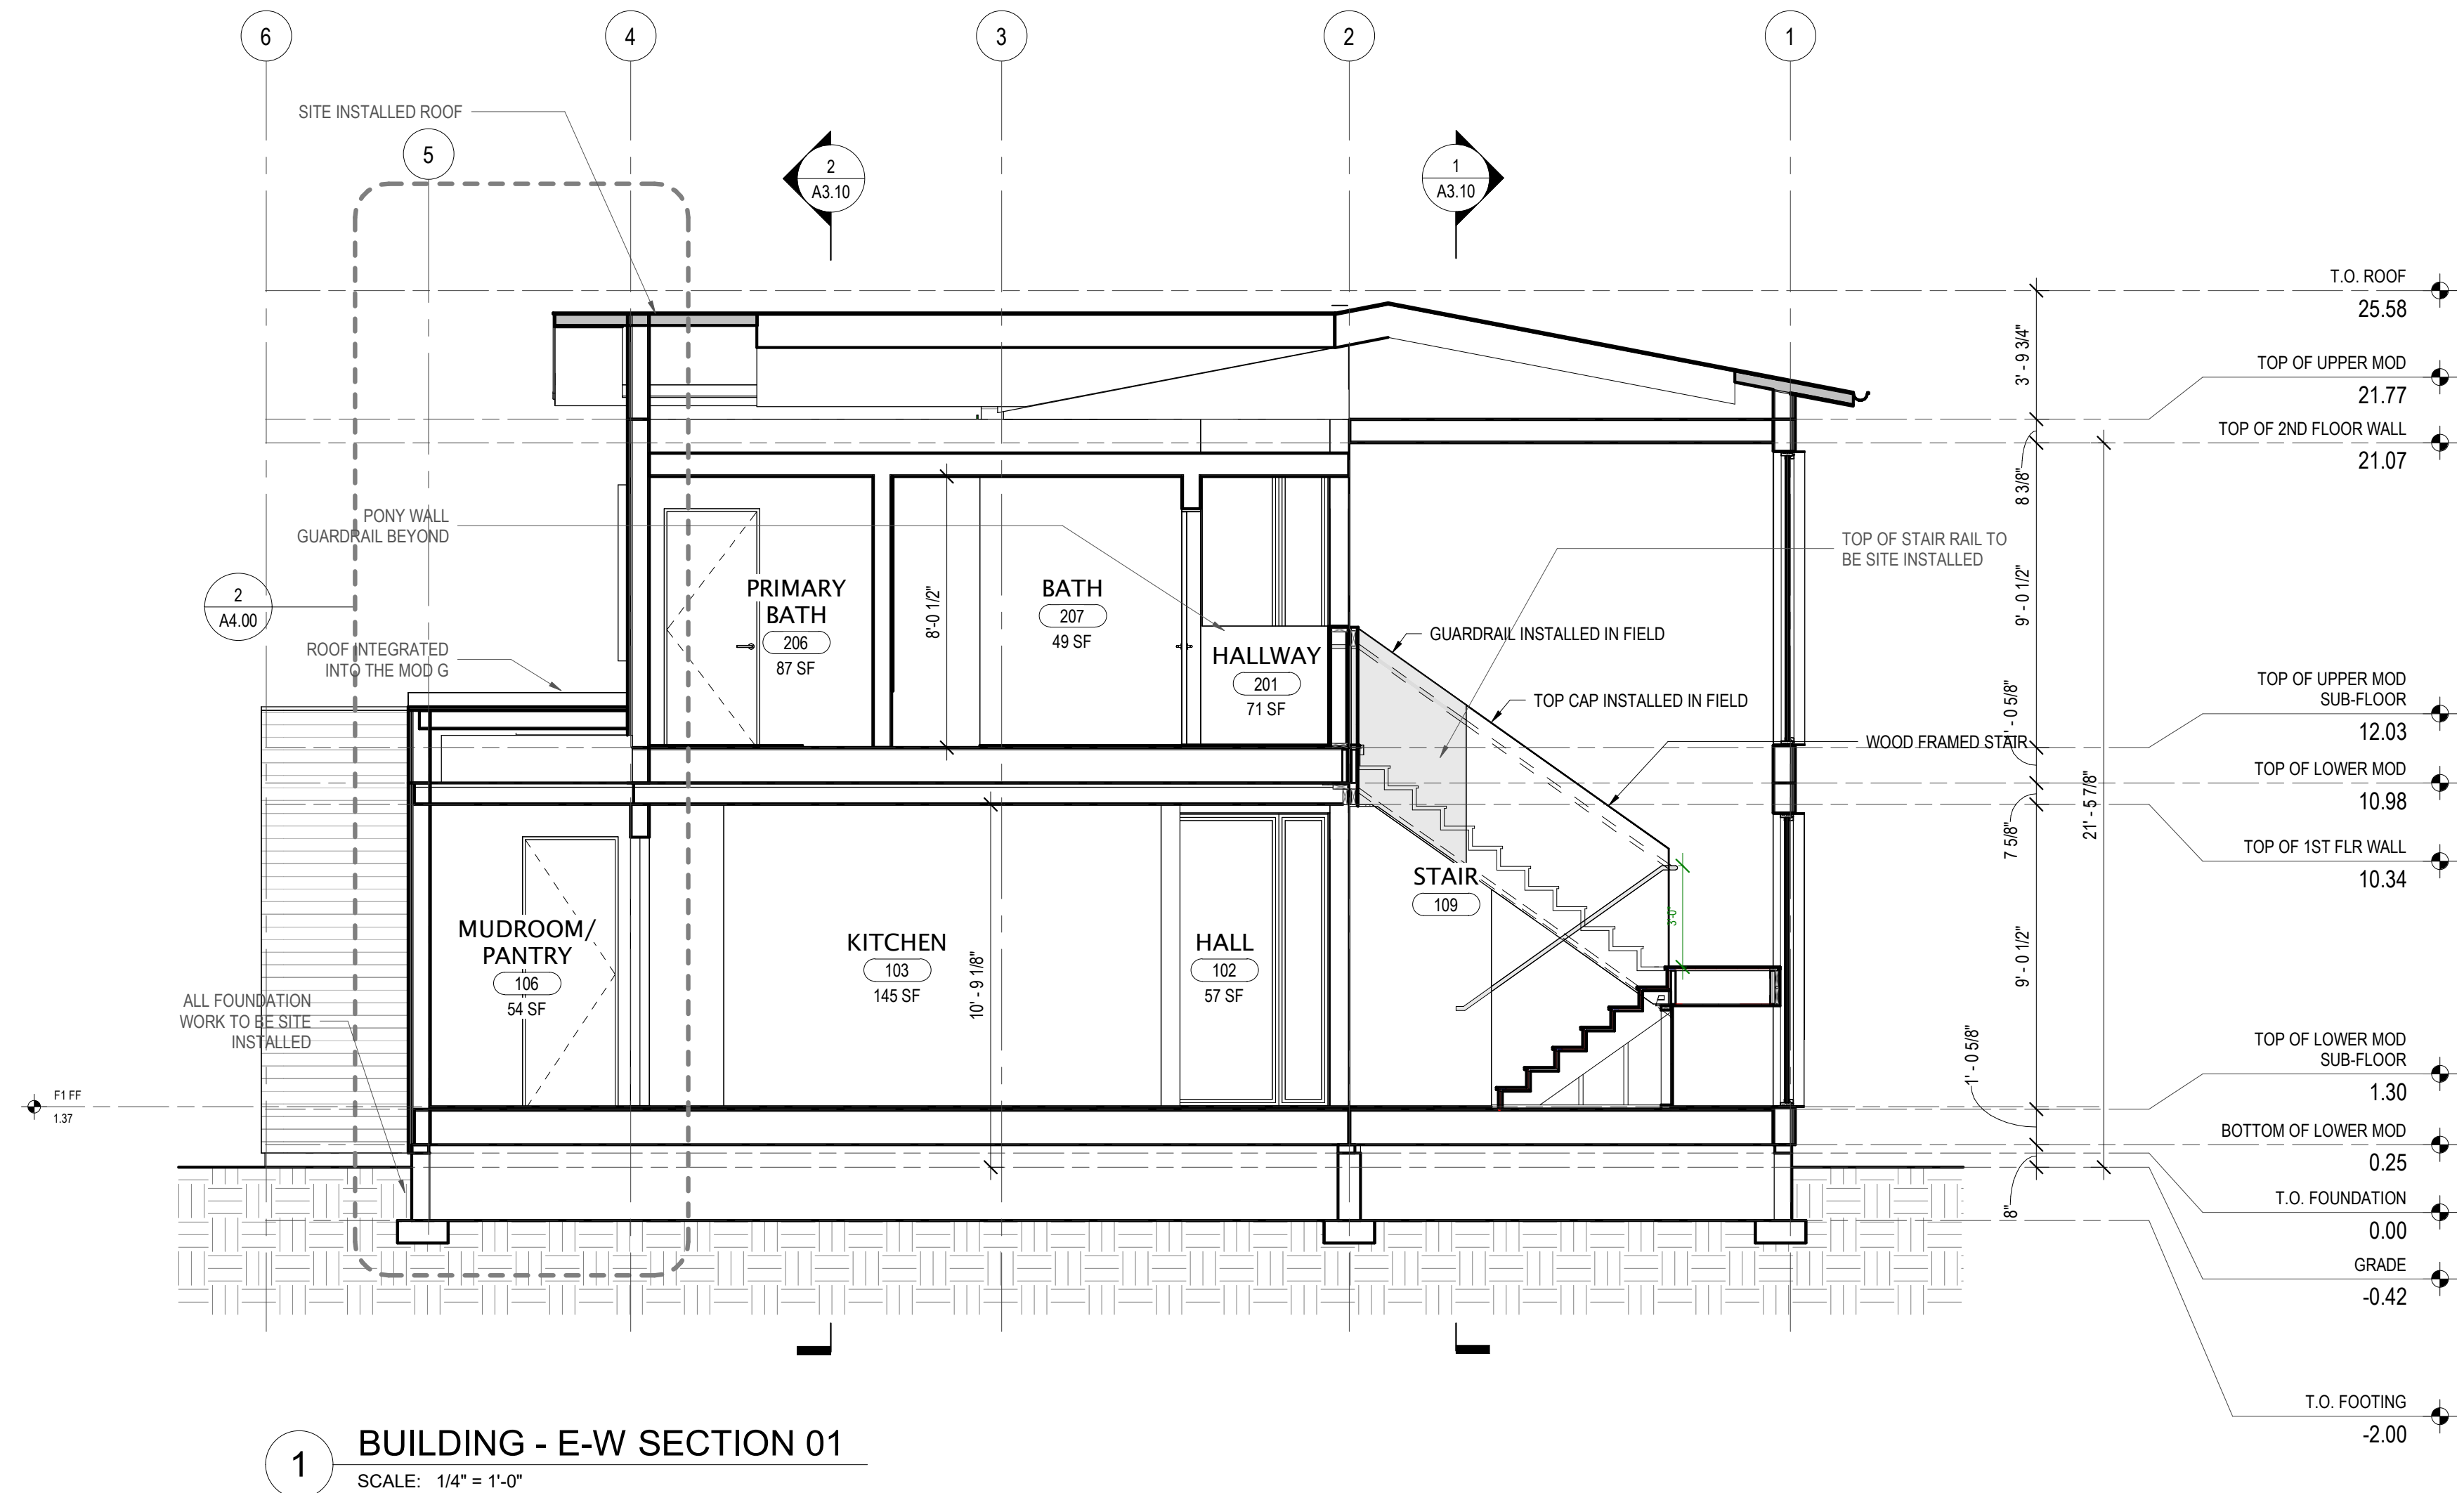 6
4
3
2
1
SITE INSTALLED ROOF
5
2
A3.10
1
A3.10
T.O. ROOF
25.58
3' - 9 3/4"
TOP OF UPPER MOD
21.77
TOP OF 2ND FLOOR WALL
21.07
8 3/8"
PONY WALL
GUARDRAIL BEYOND
TOP OF STAIR RAIL TO
BE SITE INSTALLED
2
A4.00
PRIMARY
BATH
206
87 SF
8'-0 1/2"
BATH
207
49 SF
9' - 0 1/2"
GUARDRAIL INSTALLED IN FIELD
ROOF INTEGRATED
INTO THE MOD G
HALLWAY
201
71 SF
TOP CAP INSTALLED IN FIELD
TOP OF UPPER MOD
SUB-FLOOR
12.03
1' - 0 5/8"
WOOD FRAMED STAIR
TOP OF LOWER MOD
10.98
21' - 5 7/8"
7 5/8"
TOP OF 1ST FLR WALL
10.34
STAIR
109
3'-0"
MUDROOM/
PANTRY
106
54 SF
KITCHEN
103
145 SF
10' - 9 1/8"
HALL
102
57 SF
9' - 0 1/2"
ALL FOUNDATION
WORK TO BE SITE
INSTALLED
1' - 0 5/8"
TOP OF LOWER MOD
SUB-FLOOR
1.30
F1 FF
1.37
BOTTOM OF LOWER MOD
0.25
T.O. FOUNDATION
0.00
8"
GRADE
-0.42
T.O. FOOTING
-2.00
1
BUILDING - E-W SECTION 01
SCALE: 1/4" = 1'-0"